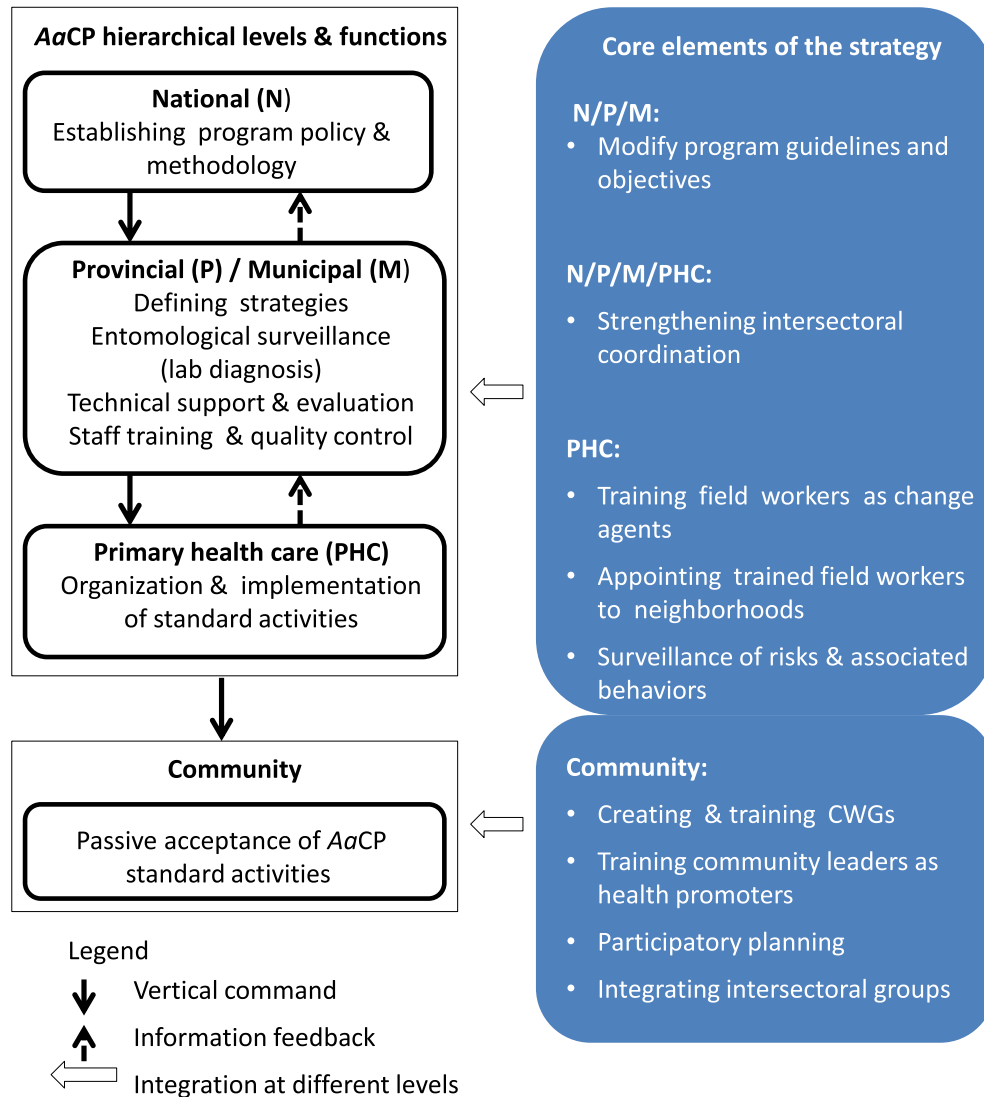 AaCP hierarchical levels & functions
National (N)
Establishing program policy &
methodology
Provincial (P) / Municipal (M)
Defining strategies
Entomological surveillance
(lab diagnosis)
Technical support & evaluation
Staff training & quality control
Primary health care (PHC)
Organization & implementation
of standard activities
Community
Passive acceptance of AaCP
standard activities
Legend
Vertical command
Information feedback
Integration at different levels
Core elements of the strategy
N/P/M:
• Modify program guidelines and
objectives
N/P/M/PHC:
• Strengthening intersectoral
coordination
PHC:
• Training field workers as change
agents
• Appointing trained field workers
to neighborhoods
• Surveillance of risks & associated
behaviors
Community:
• Creating & training CWGs
• Training community leaders as
health promoters
• Participatory planning
• Integrating intersectoral groups